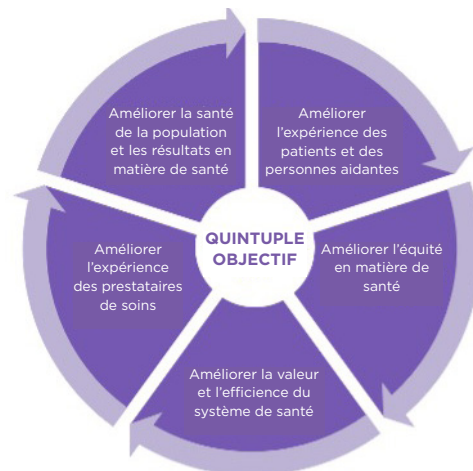 Améliorer la santé
de la population
et les résultats en
matière de santé
Améliorer
l'expérience des
patients et des
personnes aidantes
QUINTUPLE
OBJECTIF
Améliorer
l'expérience
des prestataires
de soins
Améliorer l'équité
en matière de
santé
Améliorer la valeur
et l'efficience du
système de santé